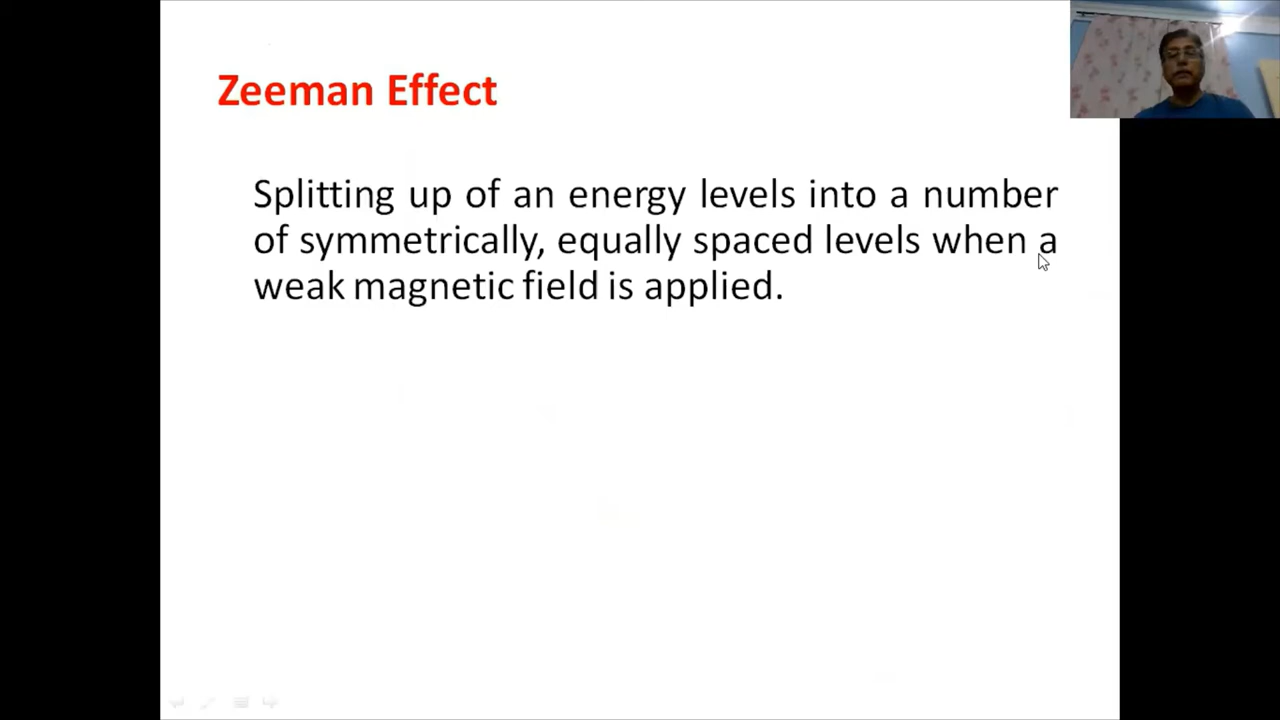 Zeeman Effect
Splitting up of an energy levels into a number
of symmetrically, equally spaced levels when a
weak magnetic field is applied.